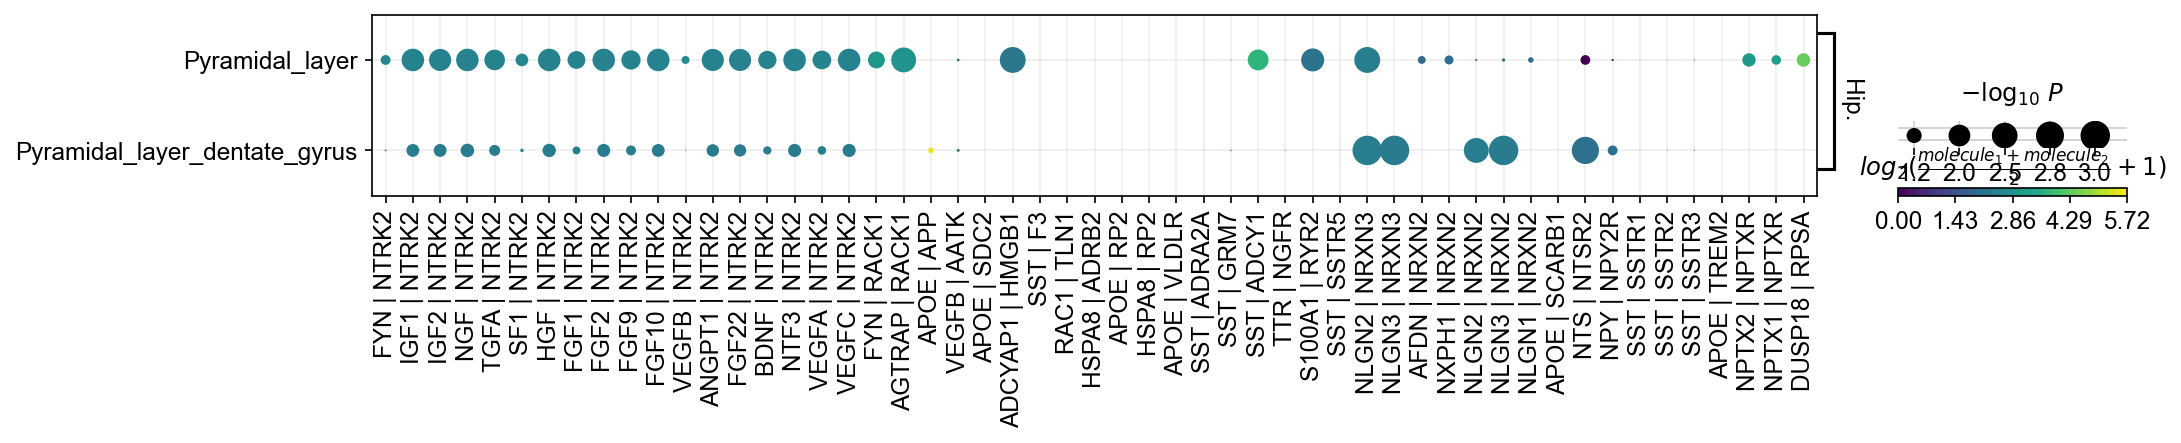 Pyramidal_layer
Pyramidal_layer_dentate_gyrus
Hip.
−log10 P
1.2 2.0 2.5 2.8 3.0
log2(molecule1 + molecule2 / 2 + 1)
0.00 1.43 2.86 4.29 5.72
FYN | NTRK2
IGF1 | NTRK2
IGF2 | NTRK2
NGF | NTRK2
TGFA | NTRK2
SF1 | NTRK2
HGF | NTRK2
FGF1 | NTRK2
FGF2 | NTRK2
FGF9 | NTRK2
FGF10 | NTRK2
VEGFB | NTRK2
ANGPT1 | NTRK2
FGF22 | NTRK2
BDNF | NTRK2
NTF3 | NTRK2
VEGFA | NTRK2
VEGFC | NTRK2
FYN | RACK1
AGTRAP | RACK1
APOE | APP
VEGFB | AATK
APOE | SDC2
ADCYAP1 | HMGB1
SST | F3
RAC1 | TLN1
HSPA8 | ADRB2
APOE | RP2
HSPA8 | RP2
APOE | VLDLR
SST | ADRA2A
SST | GRM7
SST | ADCY1
TTR | NGFR
S100A1 | RYR2
SST | SSTR5
NLGN2 | NRXN3
NLGN3 | NRXN3
AFDN | NRXN2
NXPH1 | NRXN2
NLGN2 | NRXN2
NLGN3 | NRXN2
NLGN1 | NRXN2
APOE | SCARB1
NTS | NTSR2
NPY | NPY2R
SST | SSTR1
SST | SSTR2
SST | SSTR3
APOE | TREM2
NPTX2 | NPTXR
NPTX1 | NPTXR
DUSP18 | RPSA